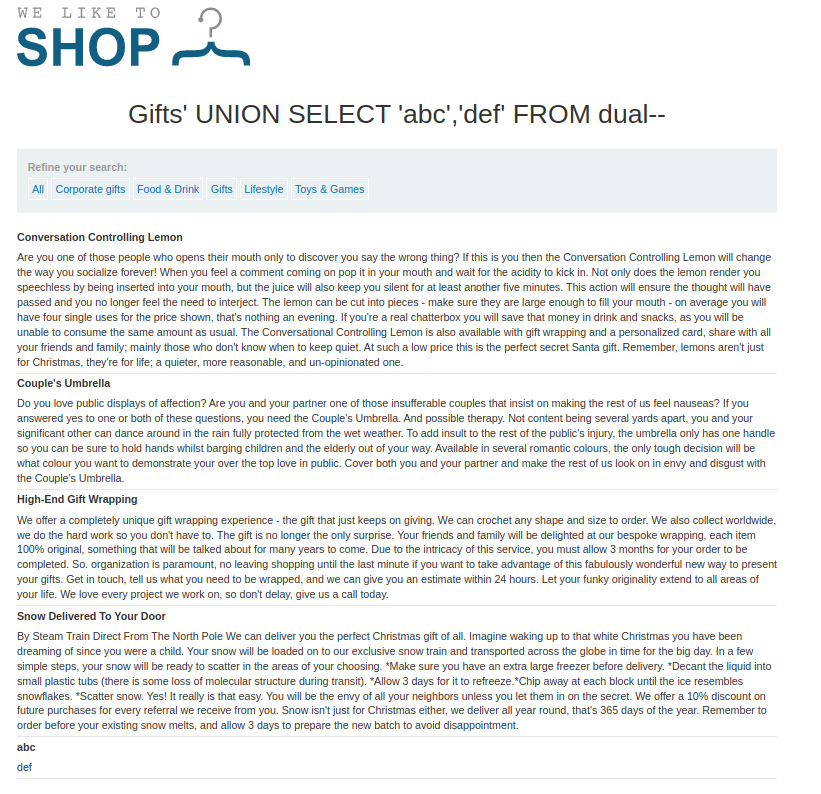 WE LIKE TO
SHOP
Gifts' UNION SELECT 'abc','def' FROM dual--
Refine your search:
All Corporate gifts Food & Drink Gifts Lifestyle Toys & Games
Conversation Controlling Lemon
Are you one of those people who opens their mouth only to discover you say the wrong thing? If this is you then the Conversation Controlling Lemon will change
the way you socialize forever! When you feel a comment coming on pop it in your mouth and wait for the acidity to kick in. Not only does the lemon render you
speechless by being inserted into your mouth, but the juice will also keep you silent for at least another five minutes. This action will ensure the thought will have
passed and you no longer feel the need to interject. The lemon can be cut into pieces - make sure they are large enough to fill your mouth - on average you will
have four single uses for the price shown, that's nothing an evening. If you're a real chatterbox you will save that money in drink and snacks, as you will be
unable to consume the same amount as usual. The Conversational Controlling Lemon is also available with gift wrapping and a personalized card, share with all
your friends and family; mainly those who don't know when to keep quiet. At such a low price this is the perfect secret Santa gift. Remember, lemons aren't just
for Christmas, they're for life; a quieter, more reasonable, and un-opinionated one.
Couple's Umbrella
Do you love public displays of affection? Are you and your partner one of those insufferable couples that insist on making the rest of us feel nauseas? If you
answered yes to one or both of these questions, you need the Couple's Umbrella. And possible therapy. Not content being several yards apart, you and your
significant other can dance around in the rain fully protected from the wet weather. To add insult to the rest of the public's injury, the umbrella only has one handle
so you can be sure to hold hands whilst barging children and the elderly out of your way. Available in several romantic colours, the only tough decision will be
what colour you want to demonstrate your over the top love in public. Cover both you and your partner and make the rest of us look on in envy and disgust with
the Couple's Umbrella.
High-End Gift Wrapping
We offer a completely unique gift wrapping experience - the gift that just keeps on giving. We can crochet any shape and size to order. We also collect worldwide,
we do the hard work so you don't have to. The gift is no longer the only surprise. Your friends and family will be delighted at our bespoke wrapping, each item
100% original, something that will be talked about for many years to come. Due to the intricacy of this service, you must allow 3 months for your order to be
completed. So. organization is paramount, no leaving shopping until the last minute if you want to take advantage of this fabulously wonderful new way to present
your gifts. Get in touch, tell us what you need to be wrapped, and we can give you an estimate within 24 hours. Let your funky originality extend to all areas of
your life. We love every project we work on, so don't delay, give us a call today.
Snow Delivered To Your Door
By Steam Train Direct From The North Pole We can deliver you the perfect Christmas gift of all. Imagine waking up to that white Christmas you have been
dreaming of since you were a child. Your snow will be loaded on to our exclusive snow train and transported across the globe in time for the big day. In a few
simple steps, your snow will be ready to scatter in the areas of your choosing. *Make sure you have an extra large freezer before delivery. *Decant the liquid into
small plastic tubs (there is some loss of molecular structure during transit). *Allow 3 days for it to refreeze.*Chip away at each block until the ice resembles
snowflakes. *Scatter snow. Yes! It really is that easy. You will be the envy of all your neighbors unless you let them in on the secret. We offer a 10% discount on
future purchases for every referral we receive from you. Snow isn't just for Christmas either, we deliver all year round, that's 365 days of the year. Remember to
order before your existing snow melts, and allow 3 days to prepare the new batch to avoid disappointment.
abc
def